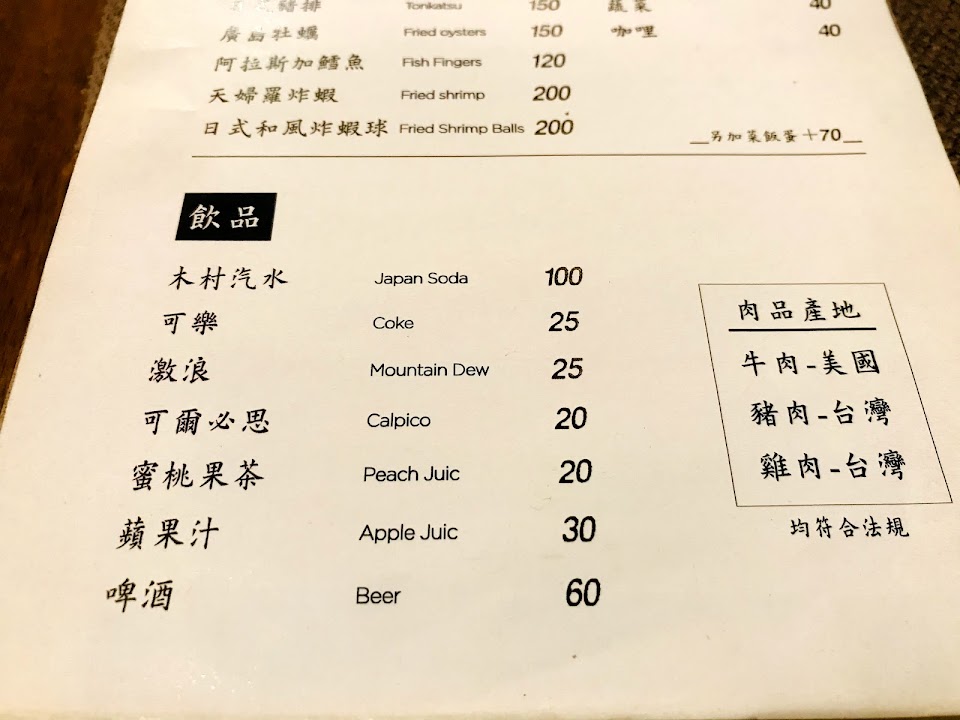 豬排 Tonkatsu 150 蔬菜 40
廣島牡蠣 Fried oysters 150 咖哩 40
阿拉斯加鱈魚 Fish Fingers 120
天婦羅炸蝦 Fried shrimp 200
日式和風炸蝦球 Fried Shrimp Balls 200
另加菜飯蛋+70
飲品
木村汽水 Japan Soda 100
可樂 Coke 25
激浪 Mountain Dew 25
可爾必思 Calpico 20
蜜桃果茶 Peach Juic 20
蘋果汁 Apple Juic 30
啤酒 Beer 60
肉品產地
牛肉-美國
豬肉-台灣
雞肉-台灣
均符合法規